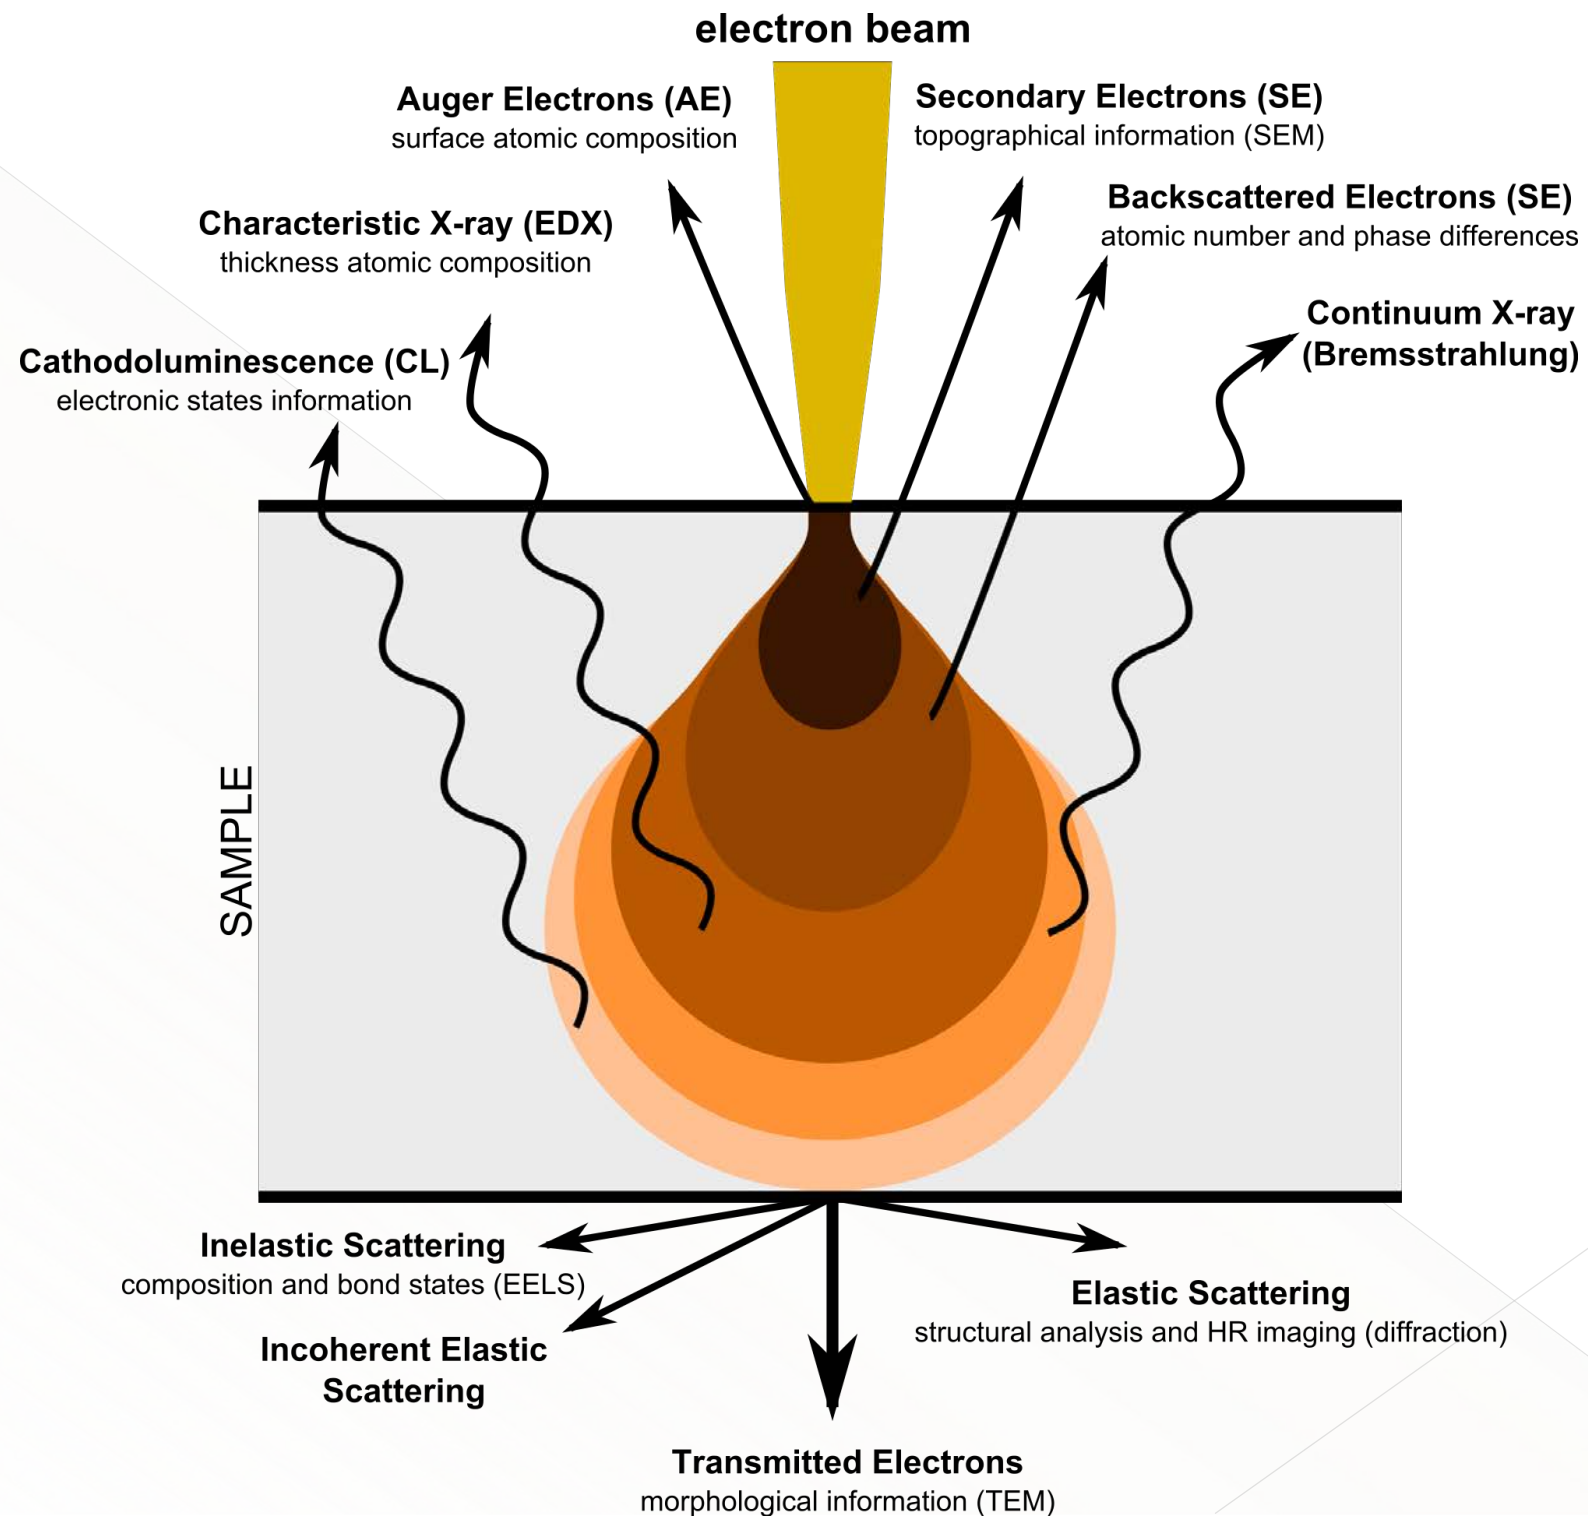 electron beam
Auger Electrons (AE)
surface atomic composition
Secondary Electrons (SE)
topographical information (SEM)
Characteristic X-ray (EDX)
thickness atomic composition
Backscattered Electrons (SE)
atomic number and phase differences
Cathodoluminescence (CL)
electronic states information
Continuum X-ray
(Bremsstrahlung)
SAMPLE
Inelastic Scattering
composition and bond states (EELS)
Incoherent Elastic
Scattering
Elastic Scattering
structural analysis and HR imaging (diffraction)
Transmitted Electrons
morphological information (TEM)